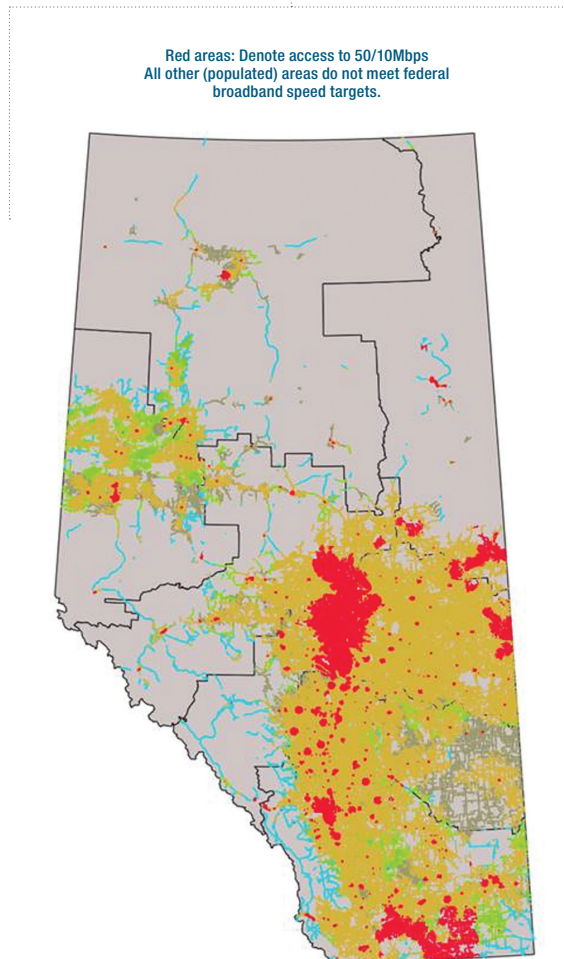 Red areas: Denote access to 50/10Mbps
All other (populated) areas do not meet federal
broadband speed targets.